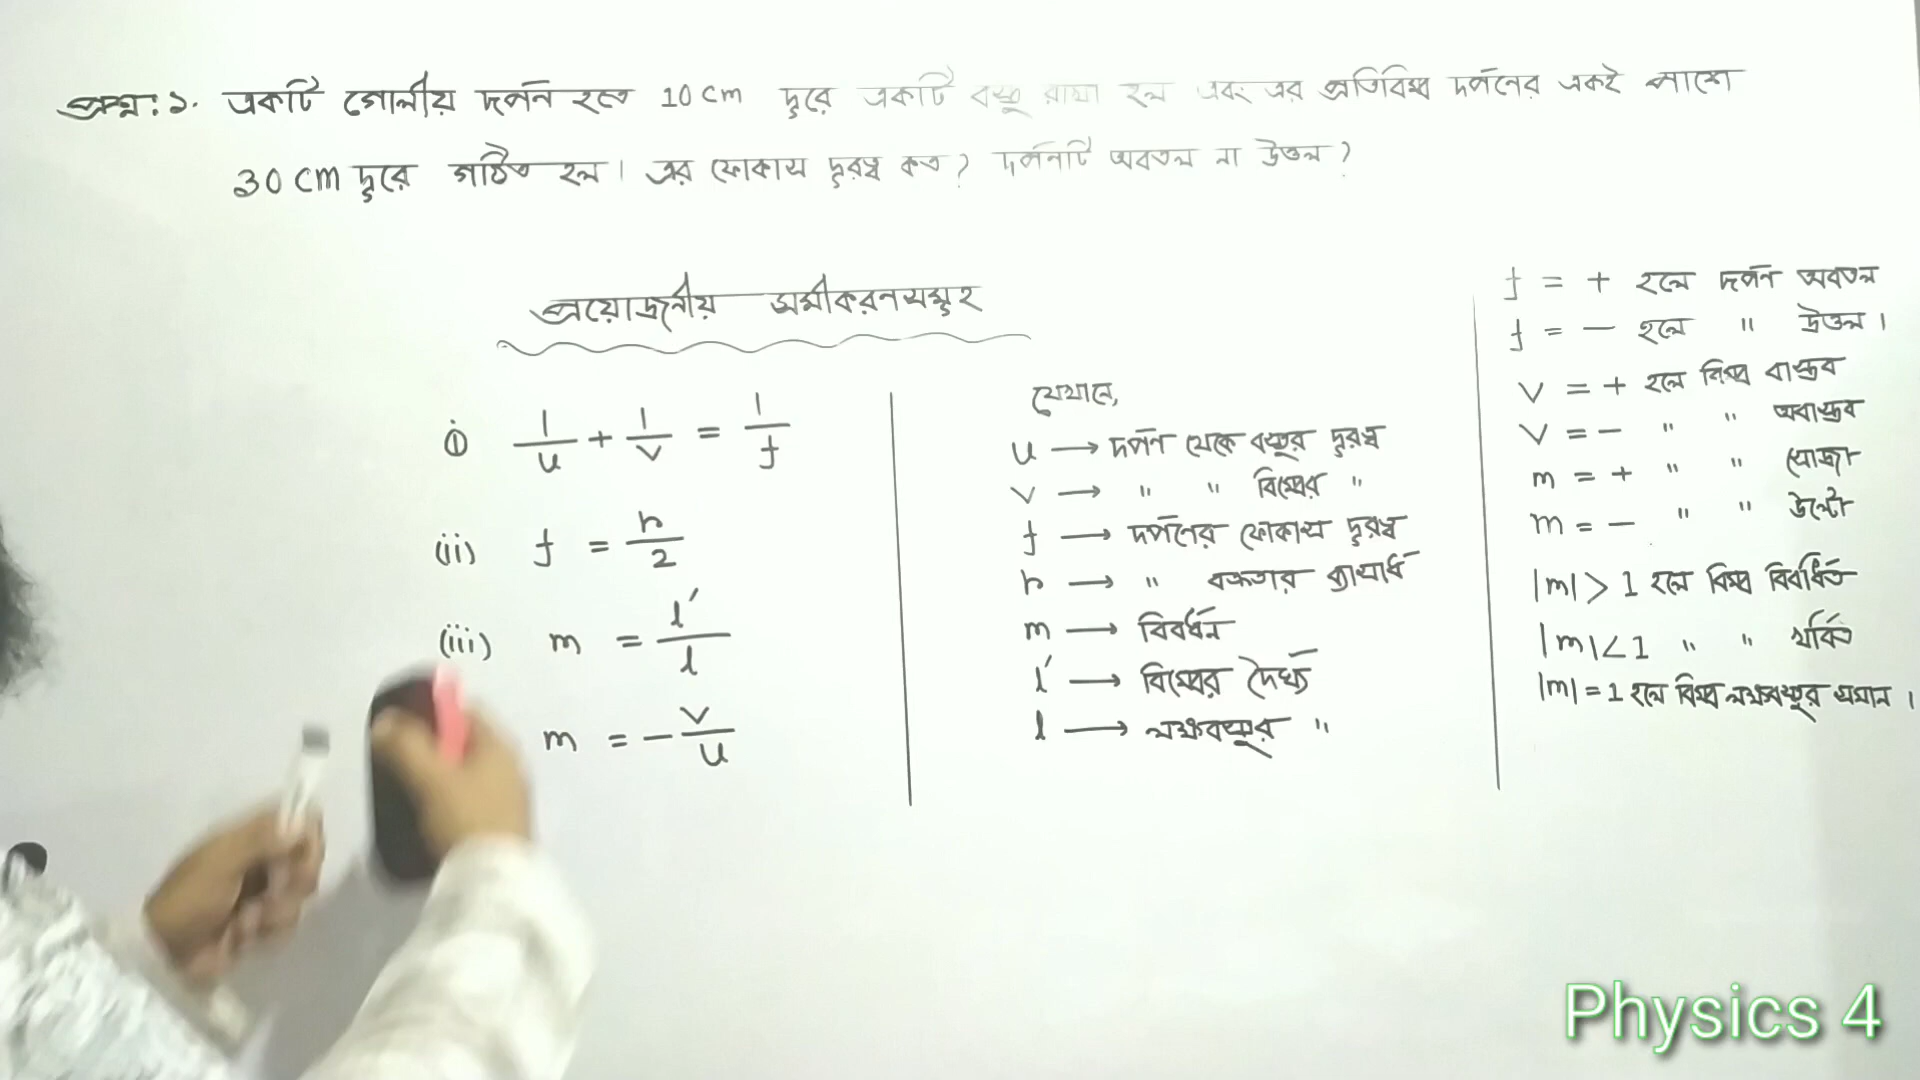 প্রশ্ন: ১. একটি গোলীয় দর্পন হতে 10 cm দূরে একটি বস্তু রাখা হল এবং এর প্রতিবিম্ব দর্পনের একই পাশে
30 cm দূরে গঠিত হল। এর ফোকাস দূরত্ব কত? দর্পনটি অবতল না উত্তল?
প্রয়োজনীয় সমীকরনসমূহ
(i) 1/u + 1/v = 1/f
(ii) f = r/2
(iii) m = l′/l
m = - v/u
যেখানে,
u → দর্পন থেকে বস্তুর দূরত্ব
v → " " বিম্বের "
f → দর্পনের ফোকাস দূরত্ব
r → " বক্রতার ব্যাসার্ধ
m → বিবর্ধন
l′ → বিম্বের দৈর্ঘ্য
l → লক্ষবস্তুর "
f = + হলে দর্পন অবতল
f = - হলে " উত্তল।
v = + হলে বিম্ব বাস্তব
v = - " " অবাস্তব
m = + " " সোজা
m = - " " উল্টো
|m| > 1 হলে বিম্ব বিবর্ধিত
|m| < 1 " " খর্বিত
|m| = 1 হলে বিম্ব লক্ষবস্তুর সমান।
Physics 4